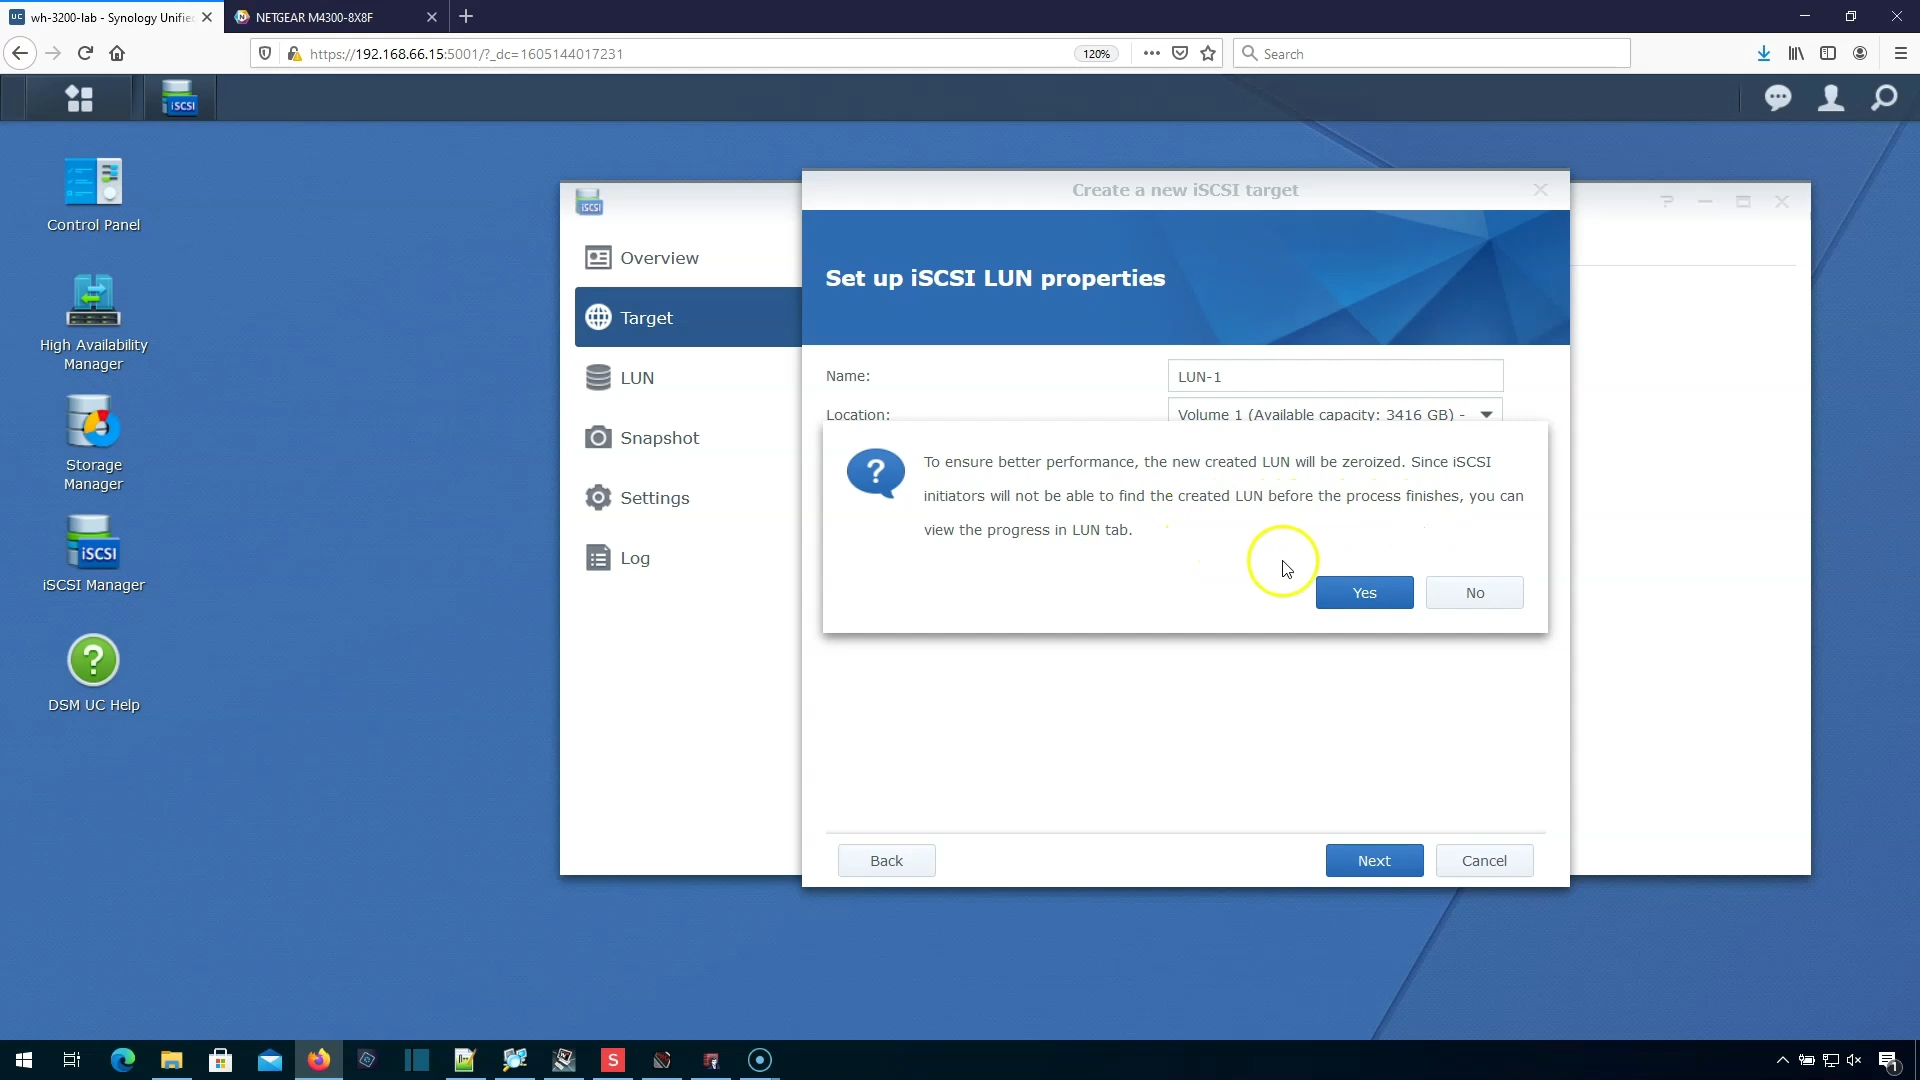 wh-3200-lab - Synology Unifie
NETGEAR M4300-8X8F
https://192.168.66.15:5001/?_dc=1605144017231
120%
Search
iSCSI
Control Panel
High Availability
Manager
Storage
Manager
iSCSI
iSCSI Manager
DSM UC Help
iSCSI
Overview
Target
LUN
Snapshot
Settings
Log
Create a new iSCSI target
Set up iSCSI LUN properties
Name:
LUN-1
Location:
Volume 1 (Available capacity: 3416 GB) -
To ensure better performance, the new created LUN will be zeroized. Since iSCSI
initiators will not be able to find the created LUN before the process finishes, you can
view the progress in LUN tab.
Yes
No
Back
Next
Cancel